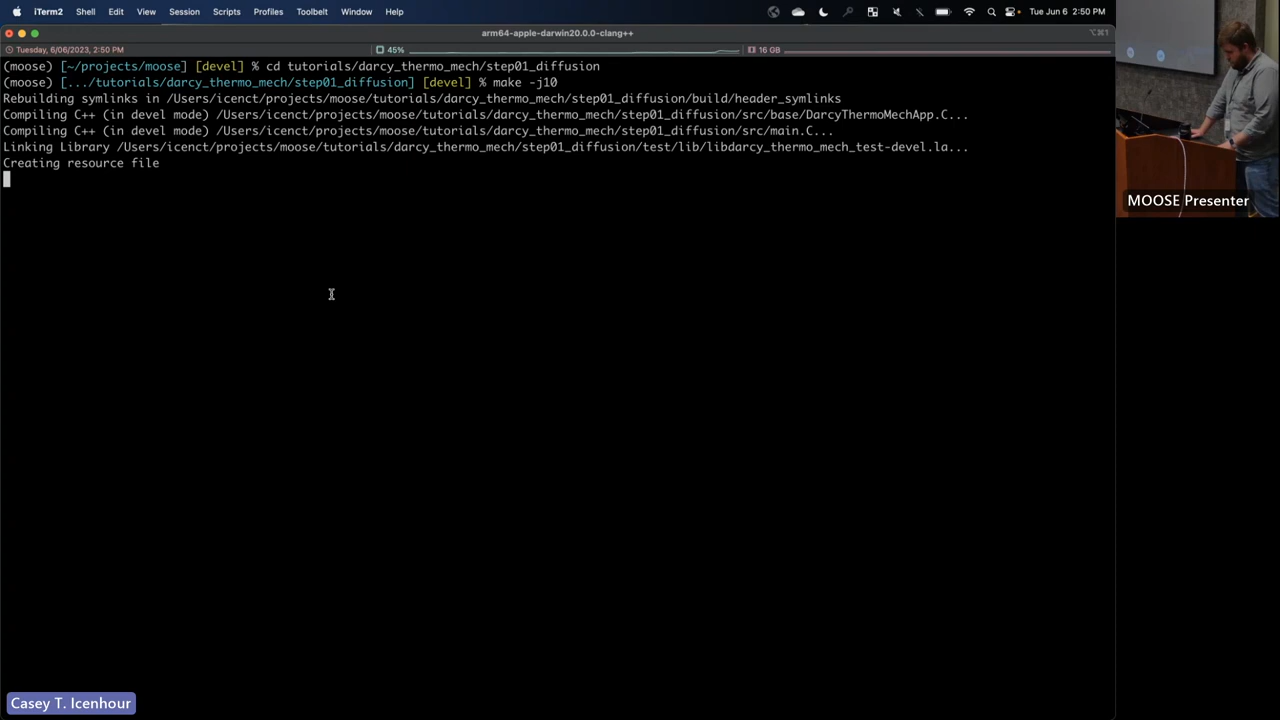 iTerm2 Shell Edit View Session Scripts Profiles Toolbelt Window Help Tue Jun 6 2:50 PM
arm64-apple-darwin20.0.0-clang++ ⌥⌘1
Tuesday, 6/06/2023, 2:50 PM 45% 16 GB
(moose) [~/projects/moose] [devel] % cd tutorials/darcy_thermo_mech/step01_diffusion
(moose) [.../tutorials/darcy_thermo_mech/step01_diffusion] [devel] % make -j10
Rebuilding symlinks in /Users/icenct/projects/moose/tutorials/darcy_thermo_mech/step01_diffusion/build/header_symlinks
Compiling C++ (in devel mode) /Users/icenct/projects/moose/tutorials/darcy_thermo_mech/step01_diffusion/src/base/DarcyThermoMechApp.C...
Compiling C++ (in devel mode) /Users/icenct/projects/moose/tutorials/darcy_thermo_mech/step01_diffusion/src/main.C...
Linking Library /Users/icenct/projects/moose/tutorials/darcy_thermo_mech/step01_diffusion/test/lib/libdarcy_thermo_mech_test-devel.la...
Creating resource file
MOOSE Presenter
Casey T. Icenhour